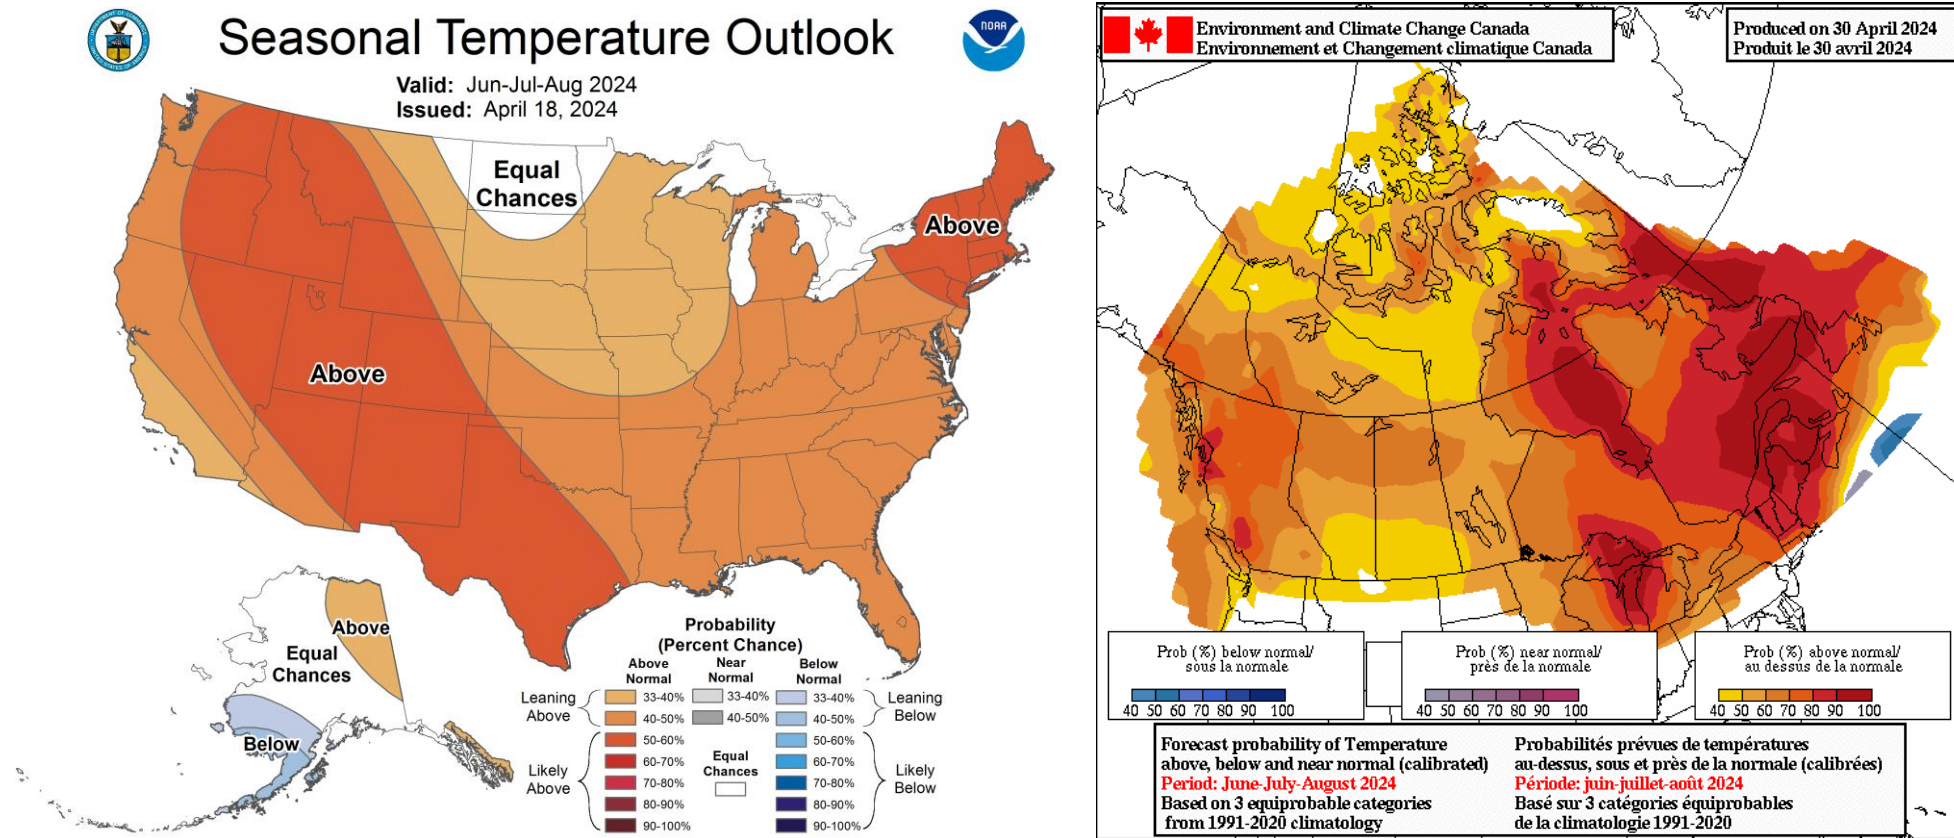 Seasonal Temperature Outlook
NOAA
Valid: Jun-Jul-Aug 2024
Issued: April 18, 2024
Equal
Chances
Above
Above
Above
Equal
Chances
Below
Probability
(Percent Chance)
Above
Normal
Near
Normal
Below
Normal
Leaning
Above
33-40%
33-40%
33-40%
Leaning
Below
40-50%
40-50%
40-50%
Likely
Above
50-60%
60-70%
70-80%
80-90%
90-100%
Equal
Chances
50-60%
60-70%
70-80%
80-90%
90-100%
Likely
Below
Environment and Climate Change Canada
Environnement et Changement climatique Canada
Produced on 30 April 2024
Produit le 30 avril 2024
Prob (%) below normal/
sous la normale
40 50 60 70 80 90 100
Prob (%) near normal/
près de la normale
40 50 60 70 80 90 100
Prob (%) above normal/
au dessus de la normale
40 50 60 70 80 90 100
Forecast probability of Temperature
above, below and near normal (calibrated)
Period: June-July-August 2024
Based on 3 equiprobable categories
from 1991-2020 climatology
Probabilités prévues de températures
au-dessus, sous et près de la normale (calibrées)
Période: juin-juillet-août 2024
Basé sur 3 catégories équiprobables
de la climatologie 1991-2020